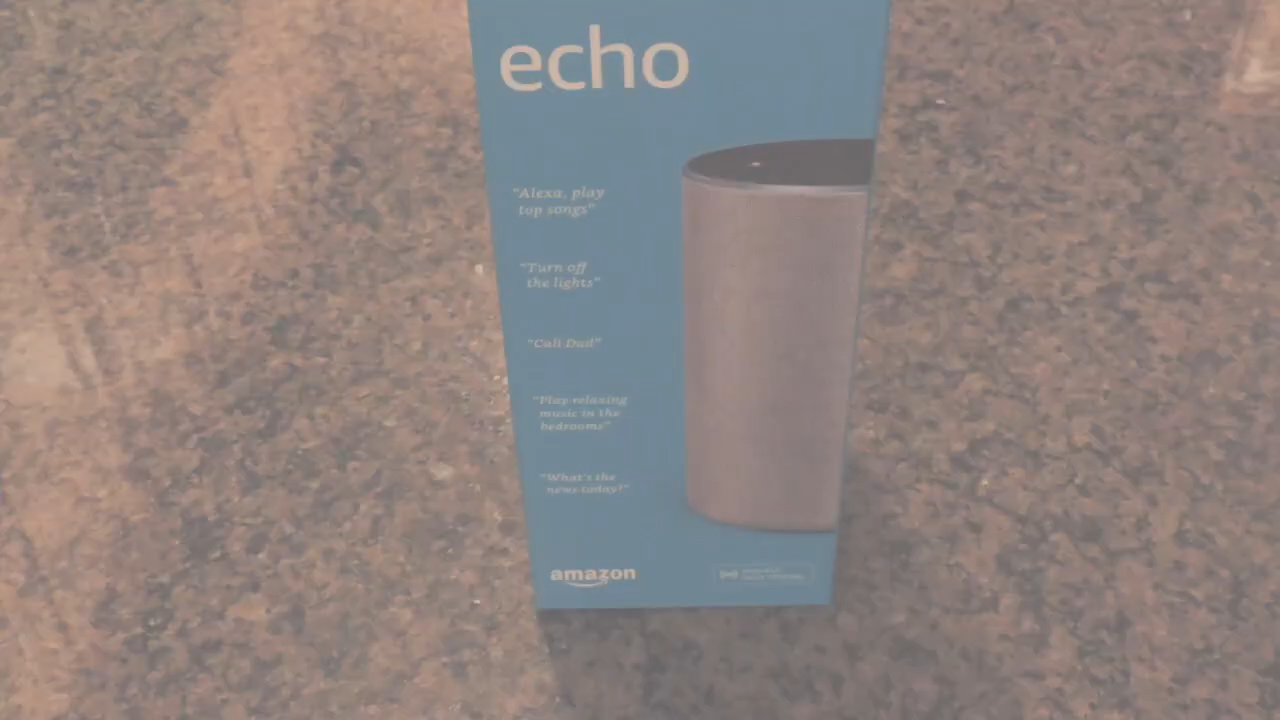 echo
"Alexa, play
top songs"
"Turn off
the lights"
"Call Dad"
"Play relaxing
music in the
bedrooms"
"What's the
news today?"
amazon